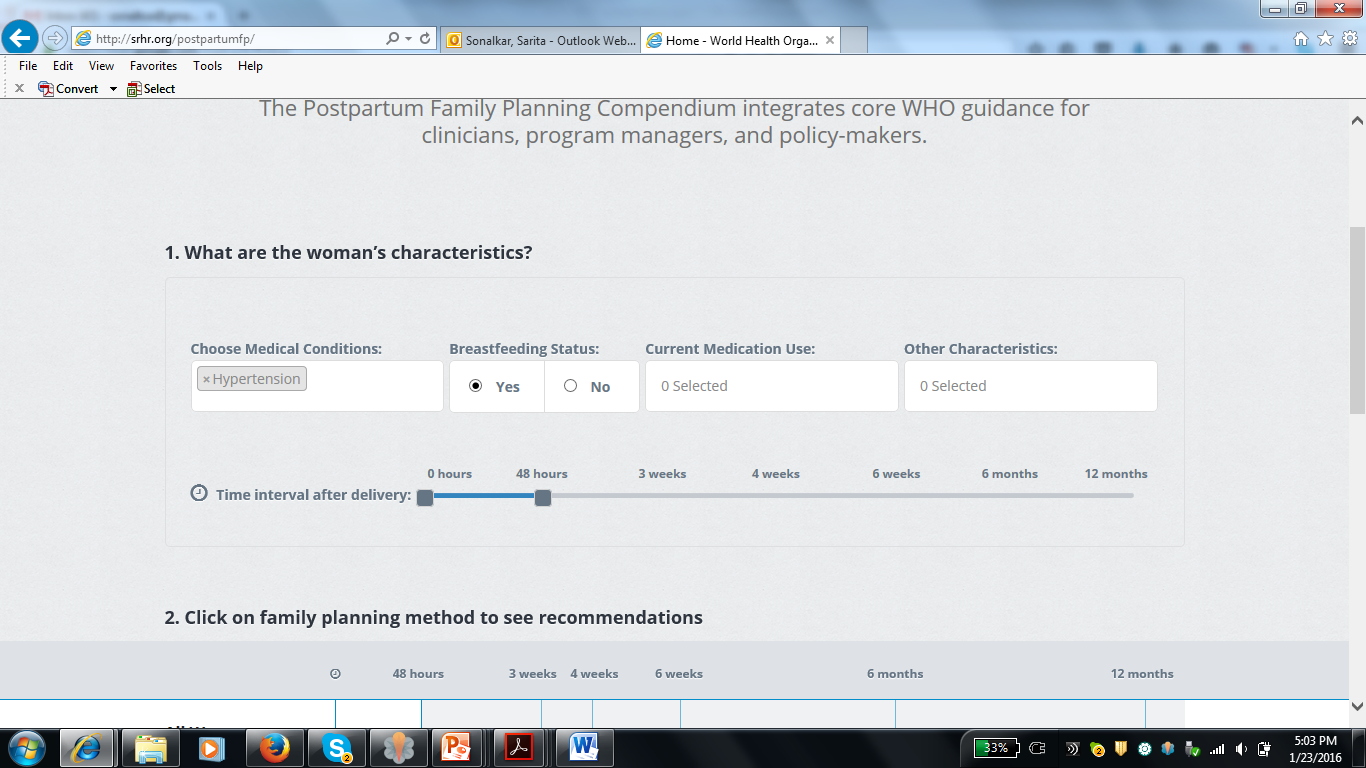 http://srhr.org/postpartumfp/
Sonalkar, Sarita - Outlook Web...
Home - World Health Orga...
File Edit View Favorites Tools Help
x Convert Select
The Postpartum Family Planning Compendium integrates core WHO guidance for
clinicians, program managers, and policy-makers.
1. What are the woman's characteristics?
Choose Medical Conditions: Breastfeeding Status: Current Medication Use: Other Characteristics:
×Hypertension Yes No 0 Selected 0 Selected
0 hours 48 hours 3 weeks 4 weeks 6 weeks 6 months 12 months
Time interval after delivery:
2. Click on family planning method to see recommendations
48 hours 3 weeks 4 weeks 6 weeks 6 months 12 months
33% 5:03 PM
1/23/2016